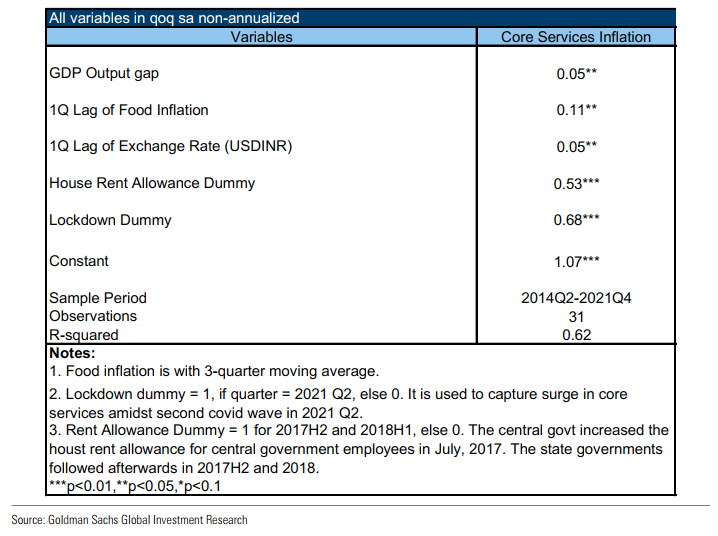 All variables in qoq sa non-annualized
Variables Core Services Inflation
GDP Output gap 0.05**
1Q Lag of Food Inflation 0.11**
1Q Lag of Exchange Rate (USDINR) 0.05**
House Rent Allowance Dummy 0.53***
Lockdown Dummy 0.68***
Constant 1.07***
Sample Period 2014Q2-2021Q4
Observations 31
R-squared 0.62
Notes:
1. Food inflation is with 3-quarter moving average.
2. Lockdown dummy = 1, if quarter = 2021 Q2, else 0. It is used to capture surge in core
services amidst second covid wave in 2021 Q2.
3. Rent Allowance Dummy = 1 for 2017H2 and 2018H1, else 0. The central govt increased the
houst rent allowance for central government employees in July, 2017. The state governments
followed afterwards in 2017H2 and 2018.
***p<0.01,**p<0.05,*p<0.1
Source: Goldman Sachs Global Investment Research